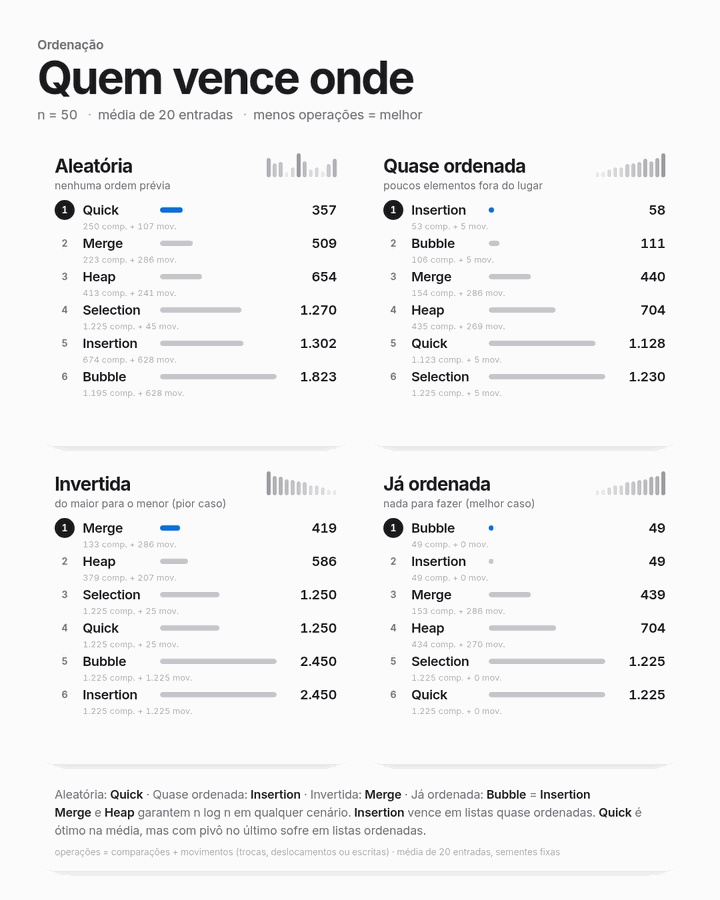 Ordenação
Quem vence onde
n = 50 · média de 20 entradas · menos operações = melhor
Aleatória
nenhuma ordem prévia
1 Quick 357
250 comp. + 107 mov.
2 Merge 509
223 comp. + 286 mov.
3 Heap 654
413 comp. + 241 mov.
4 Selection 1.270
1.225 comp. + 45 mov.
5 Insertion 1.302
674 comp. + 628 mov.
6 Bubble 1.823
1.195 comp. + 628 mov.
Quase ordenada
poucos elementos fora do lugar
1 Insertion 58
53 comp. + 5 mov.
2 Bubble 111
106 comp. + 5 mov.
3 Merge 440
154 comp. + 286 mov.
4 Heap 704
435 comp. + 269 mov.
5 Quick 1.128
1.123 comp. + 5 mov.
6 Selection 1.230
1.225 comp. + 5 mov.
Invertida
do maior para o menor (pior caso)
1 Merge 419
133 comp. + 286 mov.
2 Heap 586
379 comp. + 207 mov.
3 Selection 1.250
1.225 comp. + 25 mov.
4 Quick 1.250
1.225 comp. + 25 mov.
5 Bubble 2.450
1.225 comp. + 1.225 mov.
6 Insertion 2.450
1.225 comp. + 1.225 mov.
Já ordenada
nada para fazer (melhor caso)
1 Bubble 49
49 comp. + 0 mov.
2 Insertion 49
49 comp. + 0 mov.
3 Merge 439
153 comp. + 286 mov.
4 Heap 704
434 comp. + 270 mov.
5 Selection 1.225
1.225 comp. + 0 mov.
6 Quick 1.225
1.225 comp. + 0 mov.
Aleatória: Quick · Quase ordenada: Insertion · Invertida: Merge · Já ordenada: Bubble = Insertion
Merge e Heap garantem n log n em qualquer cenário. Insertion vence em listas quase ordenadas. Quick é
ótimo na média, mas com pivô no último sofre em listas ordenadas.
operações = comparações + movimentos (trocas, deslocamentos ou escritas) · média de 20 entradas, sementes fixas